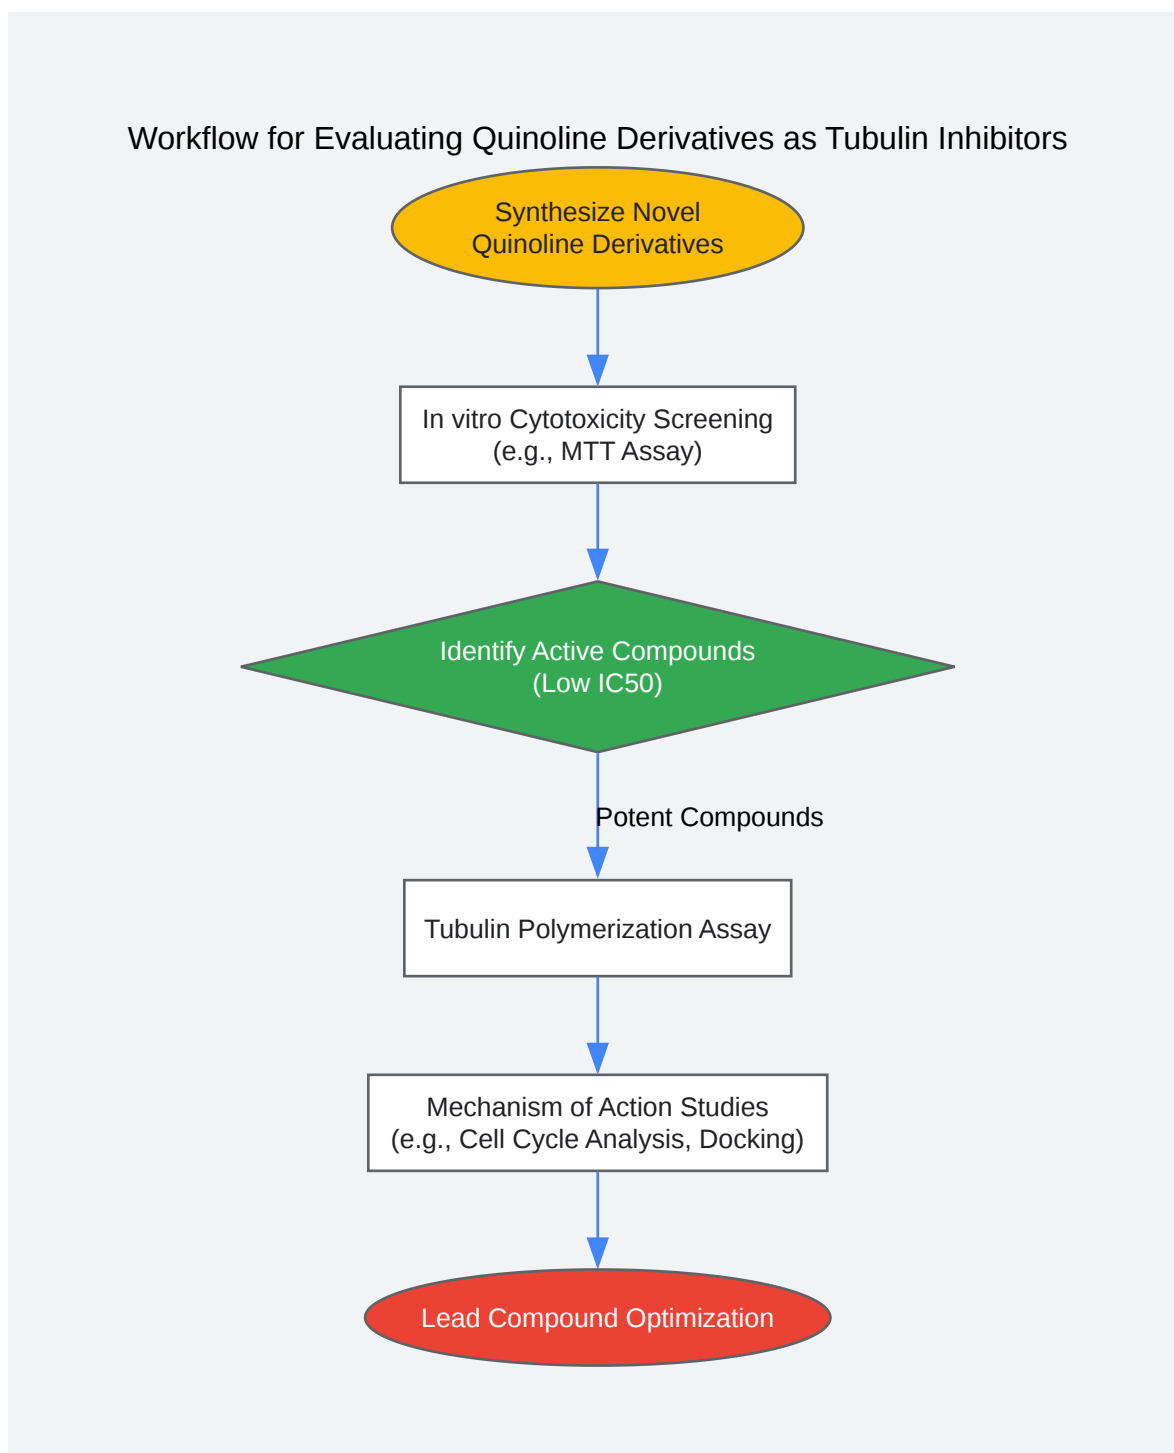 Workflow for Evaluating Quinoline Derivatives as Tubulin Inhibitors
Synthesize Novel
Quinoline Derivatives
In vitro Cytotoxicity Screening
(e.g., MTT Assay)
Identify Active Compounds
(Low IC50)
Potent Compounds
Tubulin Polymerization Assay
Mechanism of Action Studies
(e.g., Cell Cycle Analysis, Docking)
Lead Compound Optimization